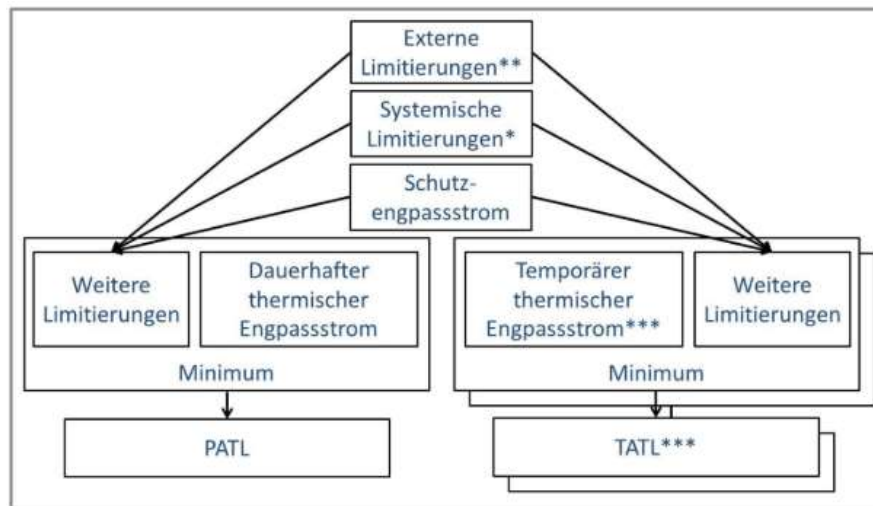 Externe
Limitierungen**
Systemische
Limitierungen*
Schutz-
engpassstrom
Weitere
Limitierungen
Dauerhafter
thermischer
Engpassstrom
Minimum
Temporärer
thermischer
Engpassstrom***
Weitere
Limitierungen
Minimum
PATL
TATL***